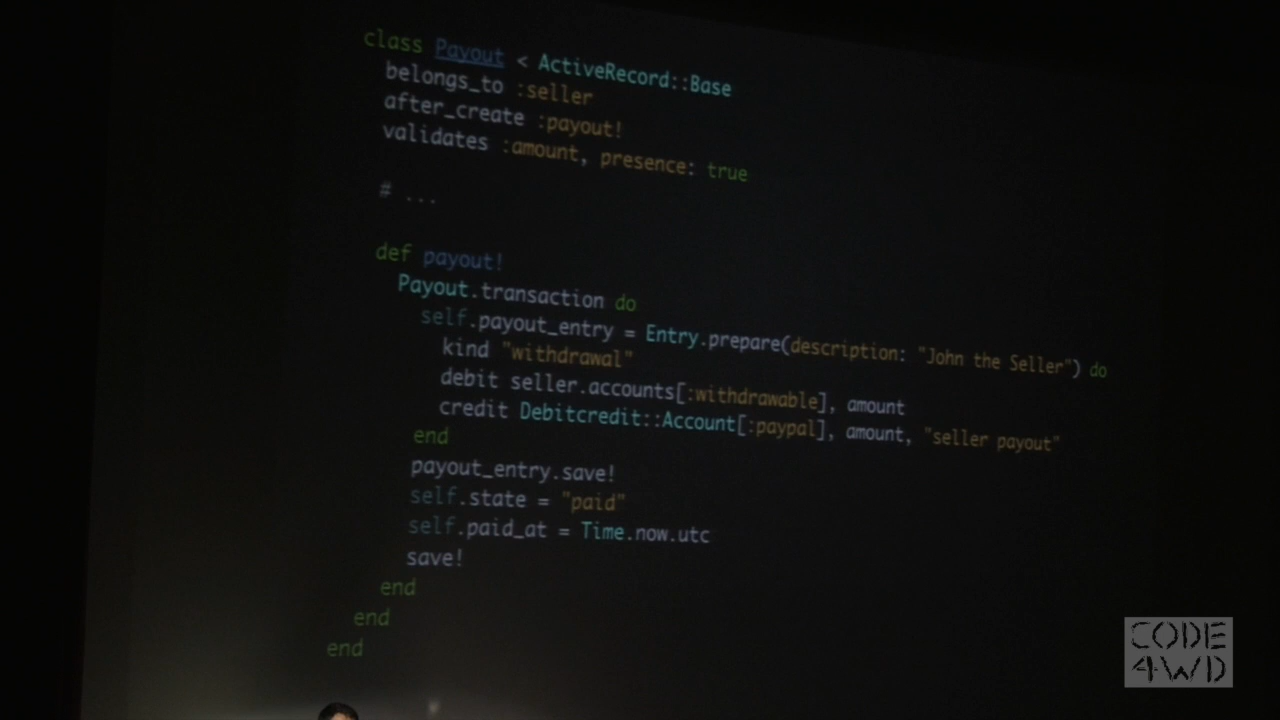 class Payout < ActiveRecord::Base
belongs_to :seller
after_create :payout!
validates :amount, presence: true
# ...
def payout!
Payout.transaction do
self.payout_entry = Entry.prepare(description: "John the Seller") do
kind "withdrawal"
debit seller.accounts[:withdrawable], amount
credit Debitcredit::Account[:paypal], amount, "seller payout"
end
payout_entry.save!
self.state = "paid"
self.paid_at = Time.now.utc
save!
end
end
end
CODE
4WD